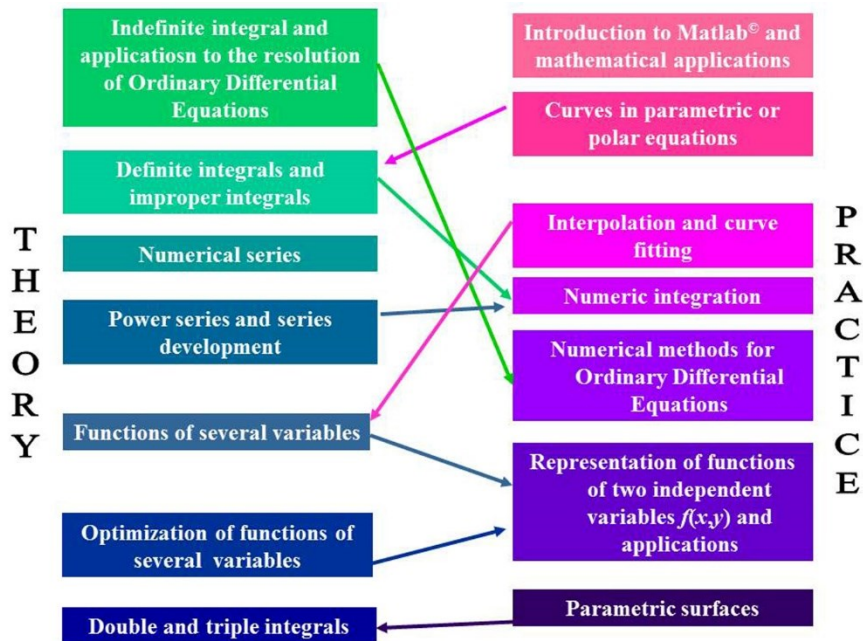 THEORY
Indefinite integral and
applicatiosn to the resolution
of Ordinary Differential
Equations
Definite integrals and
improper integrals
Numerical series
Power series and series
development
Functions of several variables
Optimization of functions of
several variables
Double and triple integrals
Introduction to Matlab© and
mathematical applications
Curves in parametric or
polar equations
Interpolation and curve
fitting
Numeric integration
Numerical methods for
Ordinary Differential
Equations
Representation of functions
of two independent
variables f(x,y) and
applications
Parametric surfaces
PRACTICE